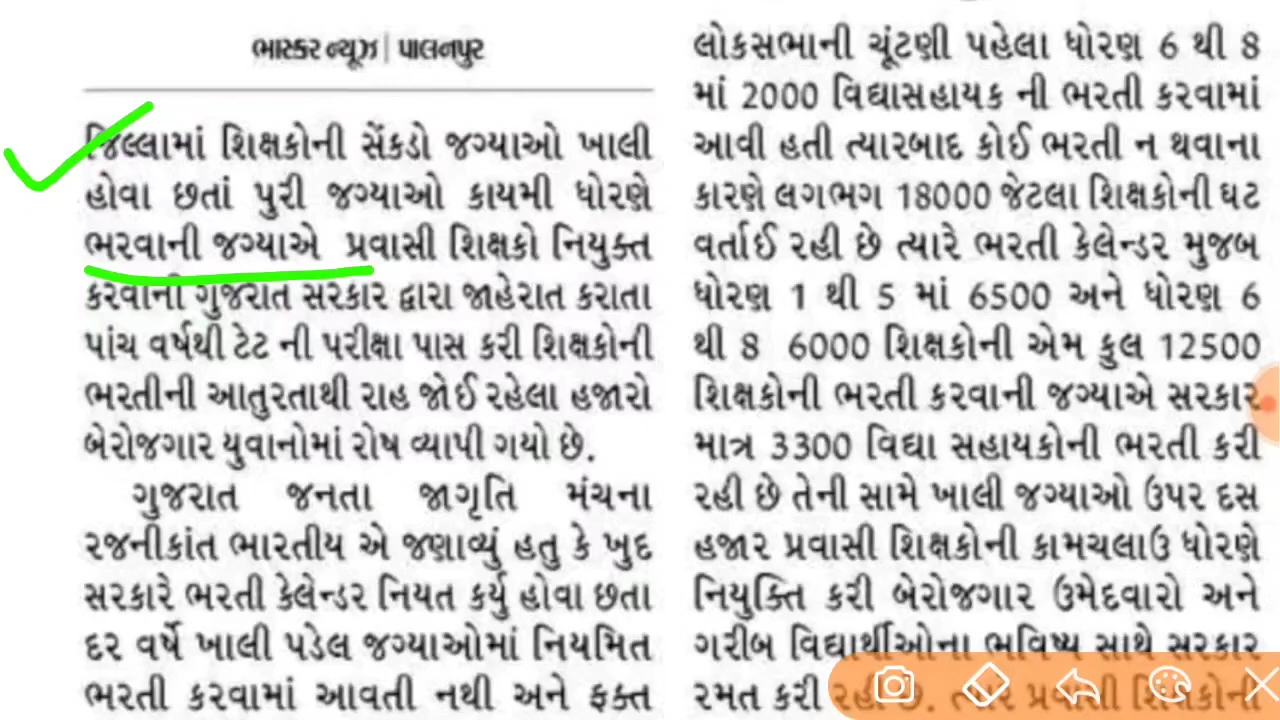 ભાસ્કર ન્યૂઝ | પાલનપુર
જિલ્લામાં શિક્ષકોની સેંકડો જગ્યાઓ ખાલી
હોવા છતાં પુરી જગ્યાઓ કાયમી ધોરણે
ભરવાની જગ્યાએ પ્રવાસી શિક્ષકો નિયુક્ત
કરવાની ગુજરાત સરકાર દ્વારા જાહેરાત કરાતા
પાંચ વર્ષથી ટેટ ની પરીક્ષા પાસ કરી શિક્ષકોની
ભરતીની આતુરતાથી રાહ જોઈ રહેલા હજારો
બેરોજગાર યુવાનોમાં રોષ વ્યાપી ગયો છે.
ગુજરાત જનતા જાગૃતિ મંચના
રજનીકાંત ભારતીય એ જણાવ્યું હતુ કે ખુદ
સરકારે ભરતી કેલેન્ડર નિયત કર્યુ હોવા છતા
દર વર્ષે ખાલી પડેલ જગ્યાઓમાં નિયમિત
ભરતી કરવામાં આવતી નથી અને ફક્ત
લોકસભાની ચૂંટણી પહેલા ધોરણ 6 થી 8
માં 2000 વિદ્યાસહાયક ની ભરતી કરવામાં
આવી હતી ત્યારબાદ કોઈ ભરતી ન થવાના
કારણે લગભગ 18000 જેટલા શિક્ષકોની ઘટ
વર્તાઈ રહી છે ત્યારે ભરતી કેલેન્ડર મુજબ
ધોરણ 1 થી 5 માં 6500 અને ધોરણ 6
થી 8 6000 શિક્ષકોની એમ કુલ 12500
શિક્ષકોની ભરતી કરવાની જગ્યાએ સરકાર
માત્ર 3300 વિદ્યા સહાયકોની ભરતી કરી
રહી છે તેની સામે ખાલી જગ્યાઓ ઉપર દસ
હજાર પ્રવાસી શિક્ષકોની કામચલાઉ ધોરણે
નિયુક્તિ કરી બેરોજગાર ઉમેદવારો અને
ગરીબ વિદ્યાર્થીઓના ભવિષ્ય સાથે સરકાર
રમત કરી રહી છે. ત્યારે પ્રવાસી શિક્ષકોની